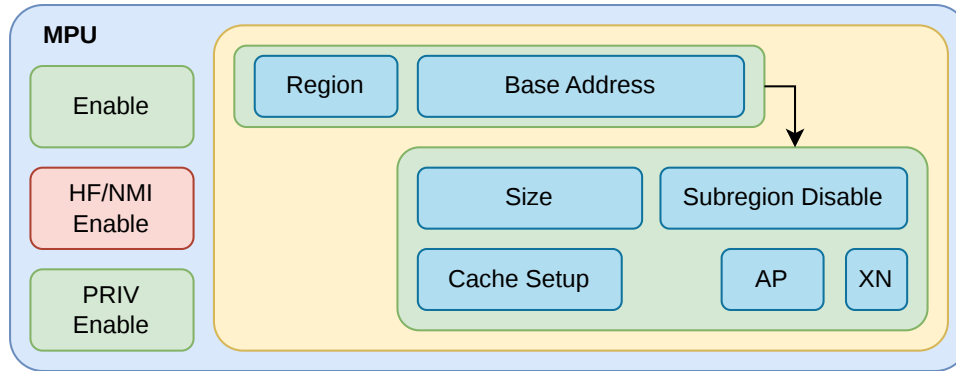 MPU
Enable
HF/NMI
Enable
PRIV
Enable
Region
Base Address
Size
Subregion Disable
Cache Setup
AP
XN